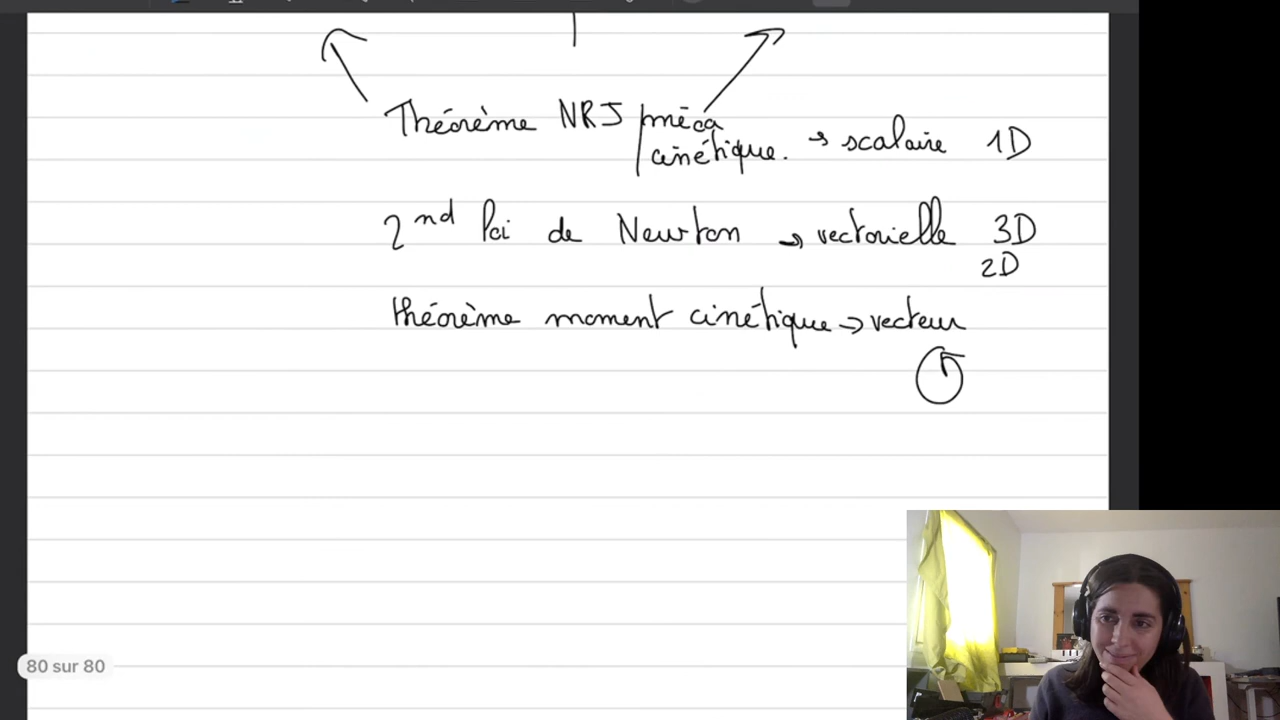 Théorème NRJ méca
cinétique. → scalaire 1D
2nd Loi de Newton → vectorielle 3D
2D
théorème moment cinétique → vecteur
80 sur 80